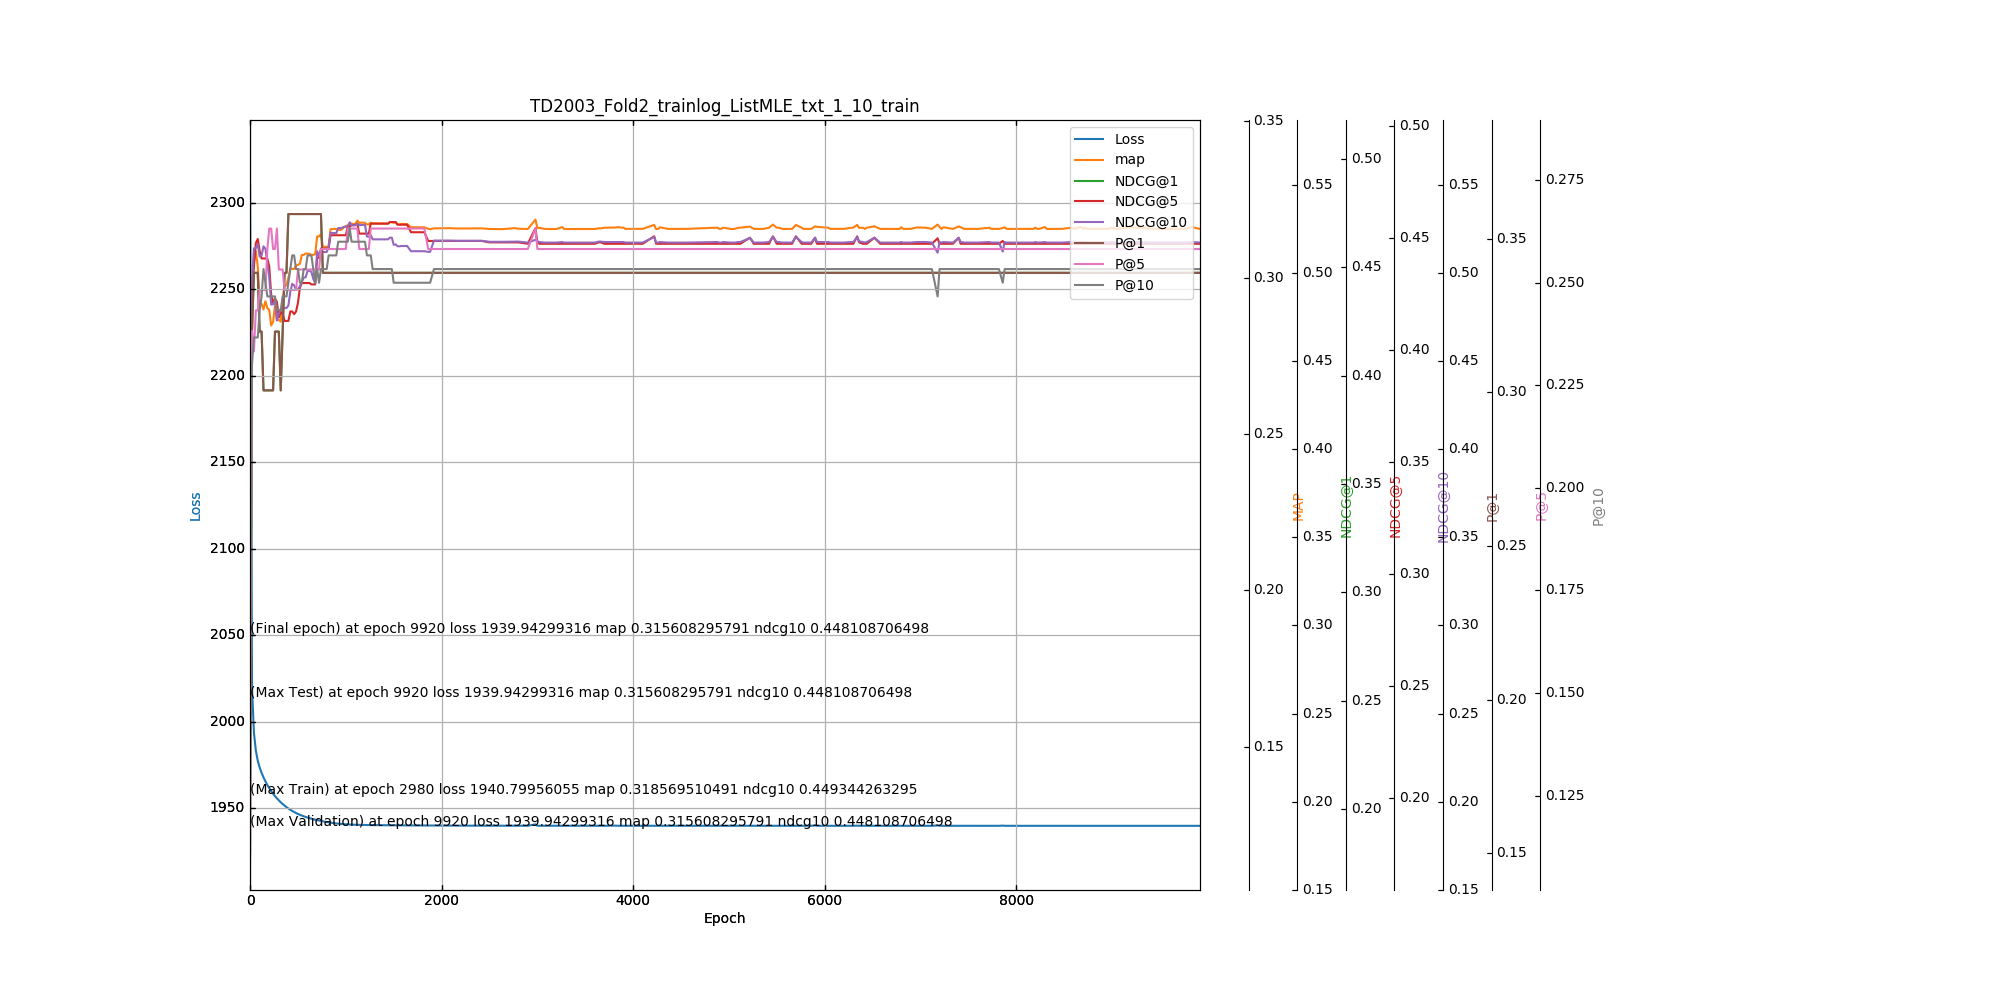 TD2003_Fold2_trainlog_ListMLE_txt_1_10_train
Loss
map
NDCG@1
NDCG@5
NDCG@10
P@1
P@5
P@10
2300
2250
2200
2150
2100
2050
2000
1950
Loss
(Final epoch) at epoch 9920 loss 1939.94299316 map 0.315608295791 ndcg10 0.448108706498
(Max Test) at epoch 9920 loss 1939.94299316 map 0.315608295791 ndcg10 0.448108706498
(Max Train) at epoch 2980 loss 1940.79956055 map 0.318569510491 ndcg10 0.449344263295
(Max Validation) at epoch 9920 loss 1939.94299316 map 0.315608295791 ndcg10 0.448108706498
0 2000 4000 6000 8000
Epoch
0.35
0.30
0.25
0.20
0.15
MAP
0.55
0.50
0.45
0.40
0.35
0.30
0.25
0.20
0.15
NDCG@1
0.50
0.45
0.40
0.35
0.30
0.25
0.20
NDCG@5
0.50
0.45
0.40
0.35
0.30
0.25
0.20
NDCG@10
0.55
0.50
0.45
0.40
0.35
0.30
0.25
0.20
0.15
P@1
0.35
0.30
0.25
0.20
0.15
P@5
0.275
0.250
0.225
0.200
0.175
0.150
0.125
P@10